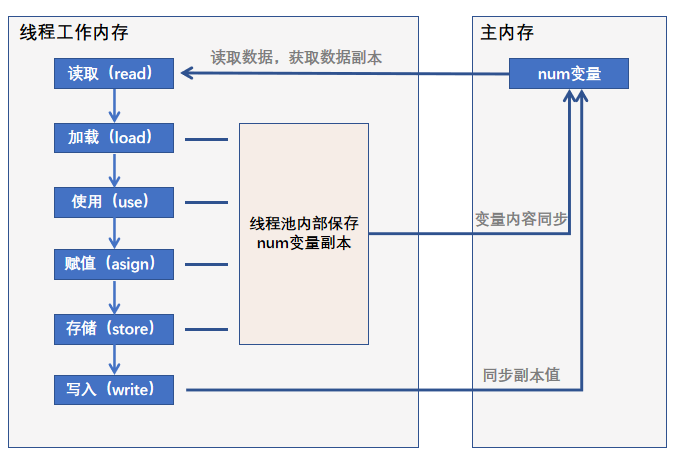 线程工作内存
主内存
读取数据，获取数据副本
读取（read）
num变量
加载（load）
使用（use）
线程池内部保存
num变量副本
变量内容同步
赋值（asign）
存储（store）
写入（write）
同步副本值